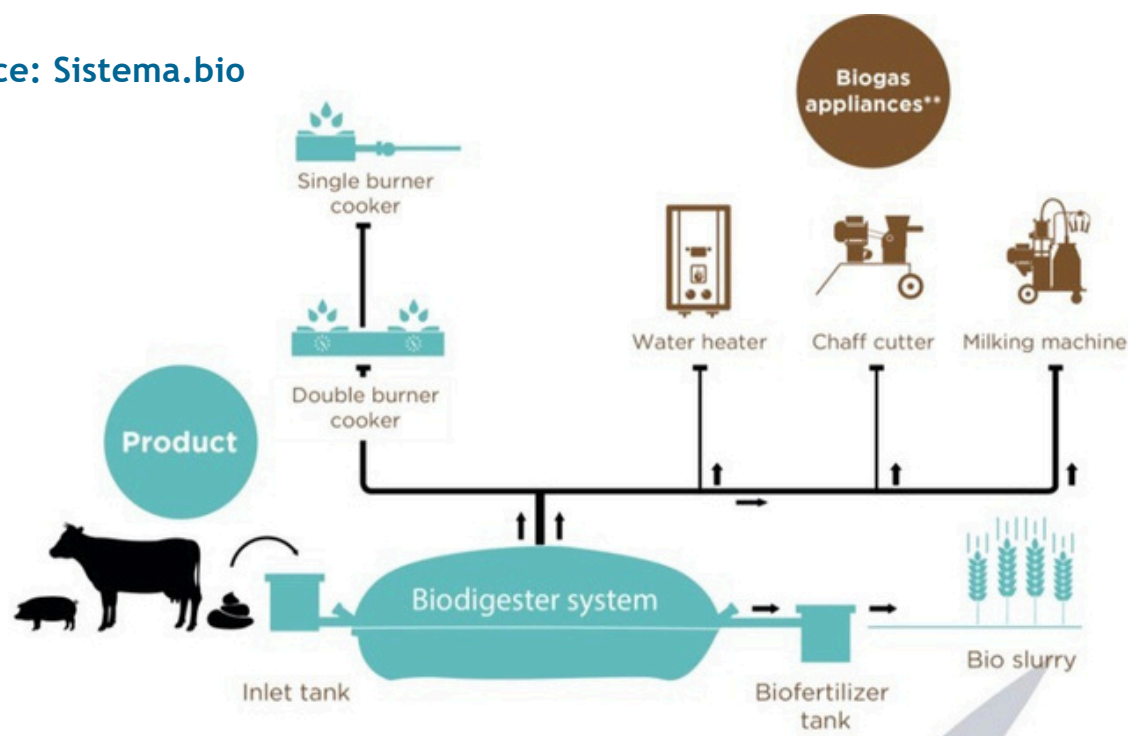 ce: Sistema.bio
Biogas
appliances**
Single burner
cooker
Water heater
Chaff cutter
Milking machine
Double burner
cooker
Product
Biodigester system
Inlet tank
Biofertilizer
tank
Bio slurry